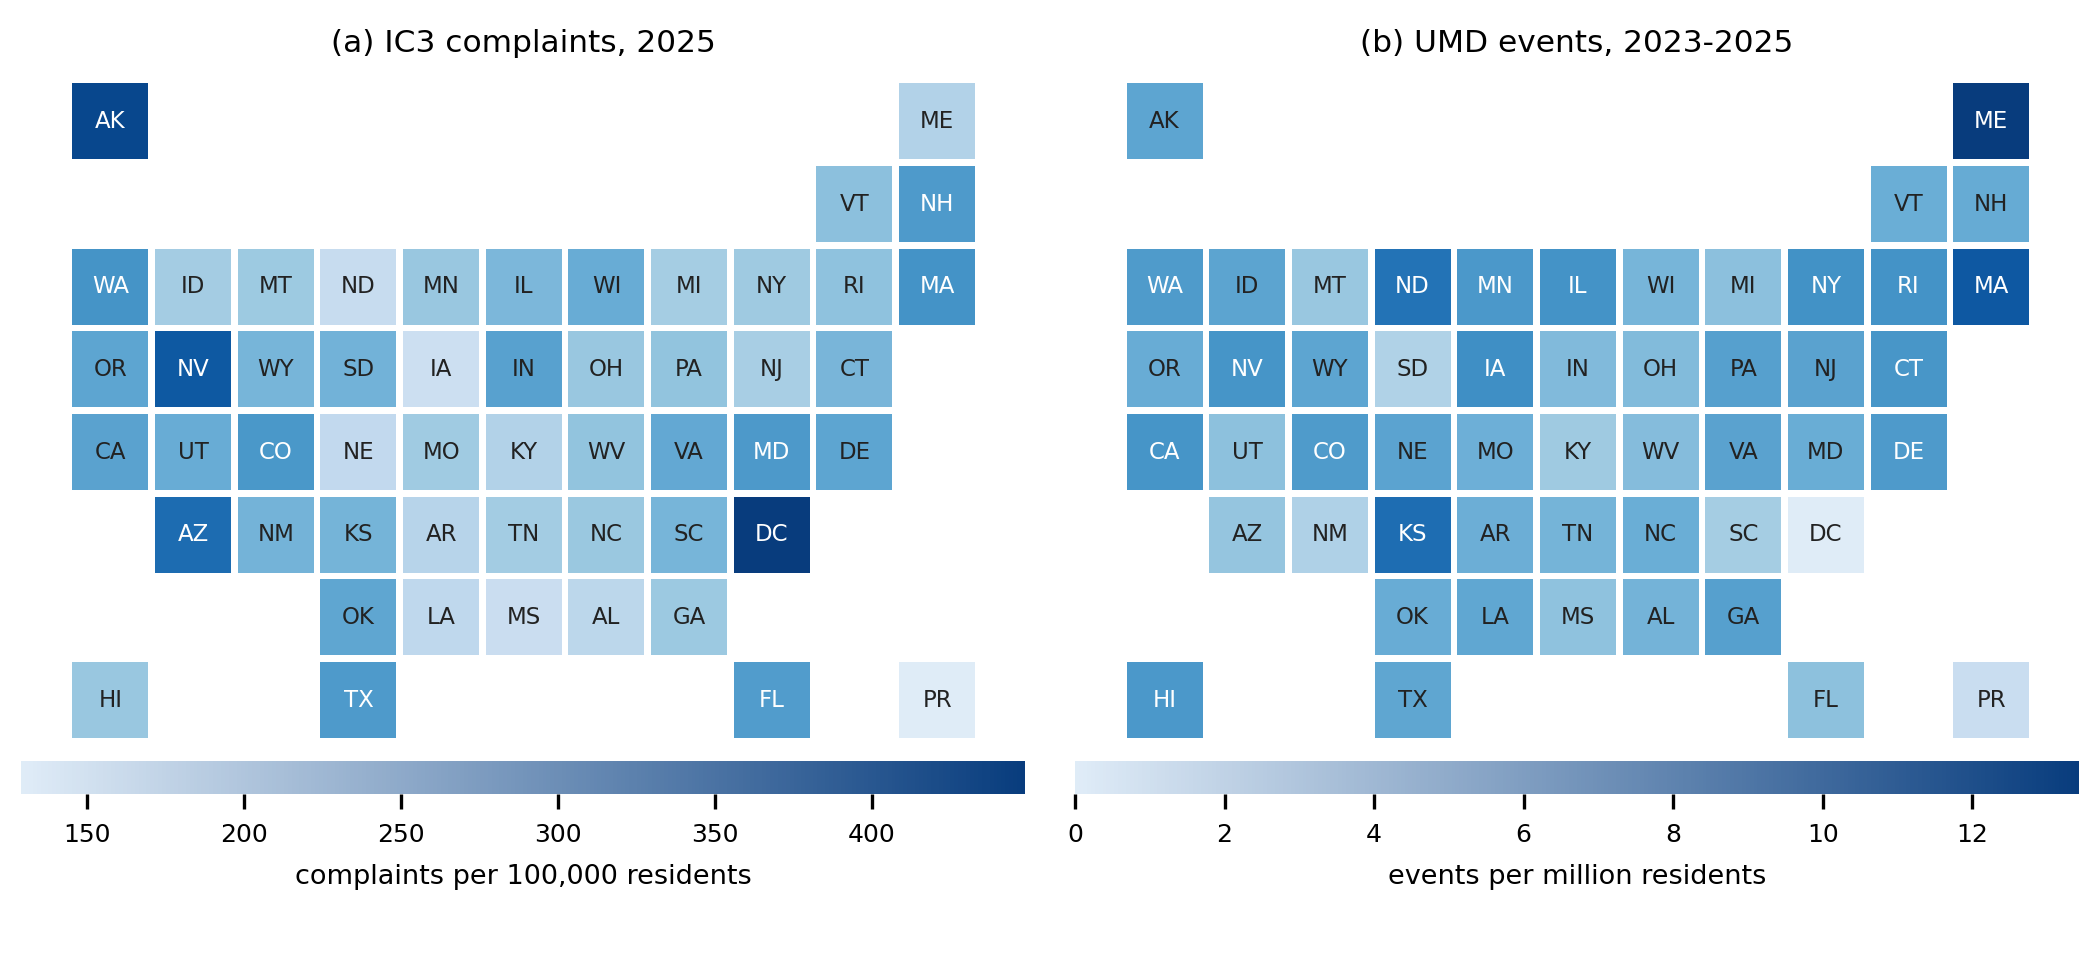 (a) IC3 complaints, 2025
AK ME
VT NH
WA ID MT ND MN IL WI MI NY RI MA
OR NV WY SD IA IN OH PA NJ CT
CA UT CO NE MO KY WV VA MD DE
AZ NM KS AR TN NC SC DC
OK LA MS AL GA
HI TX FL PR
150 200 250 300 350 400
complaints per 100,000 residents
(b) UMD events, 2023-2025
AK ME
VT NH
WA ID MT ND MN IL WI MI NY RI MA
OR NV WY SD IA IN OH PA NJ CT
CA UT CO NE MO KY WV VA MD DE
AZ NM KS AR TN NC SC DC
OK LA MS AL GA
HI TX FL PR
0 2 4 6 8 10 12
events per million residents